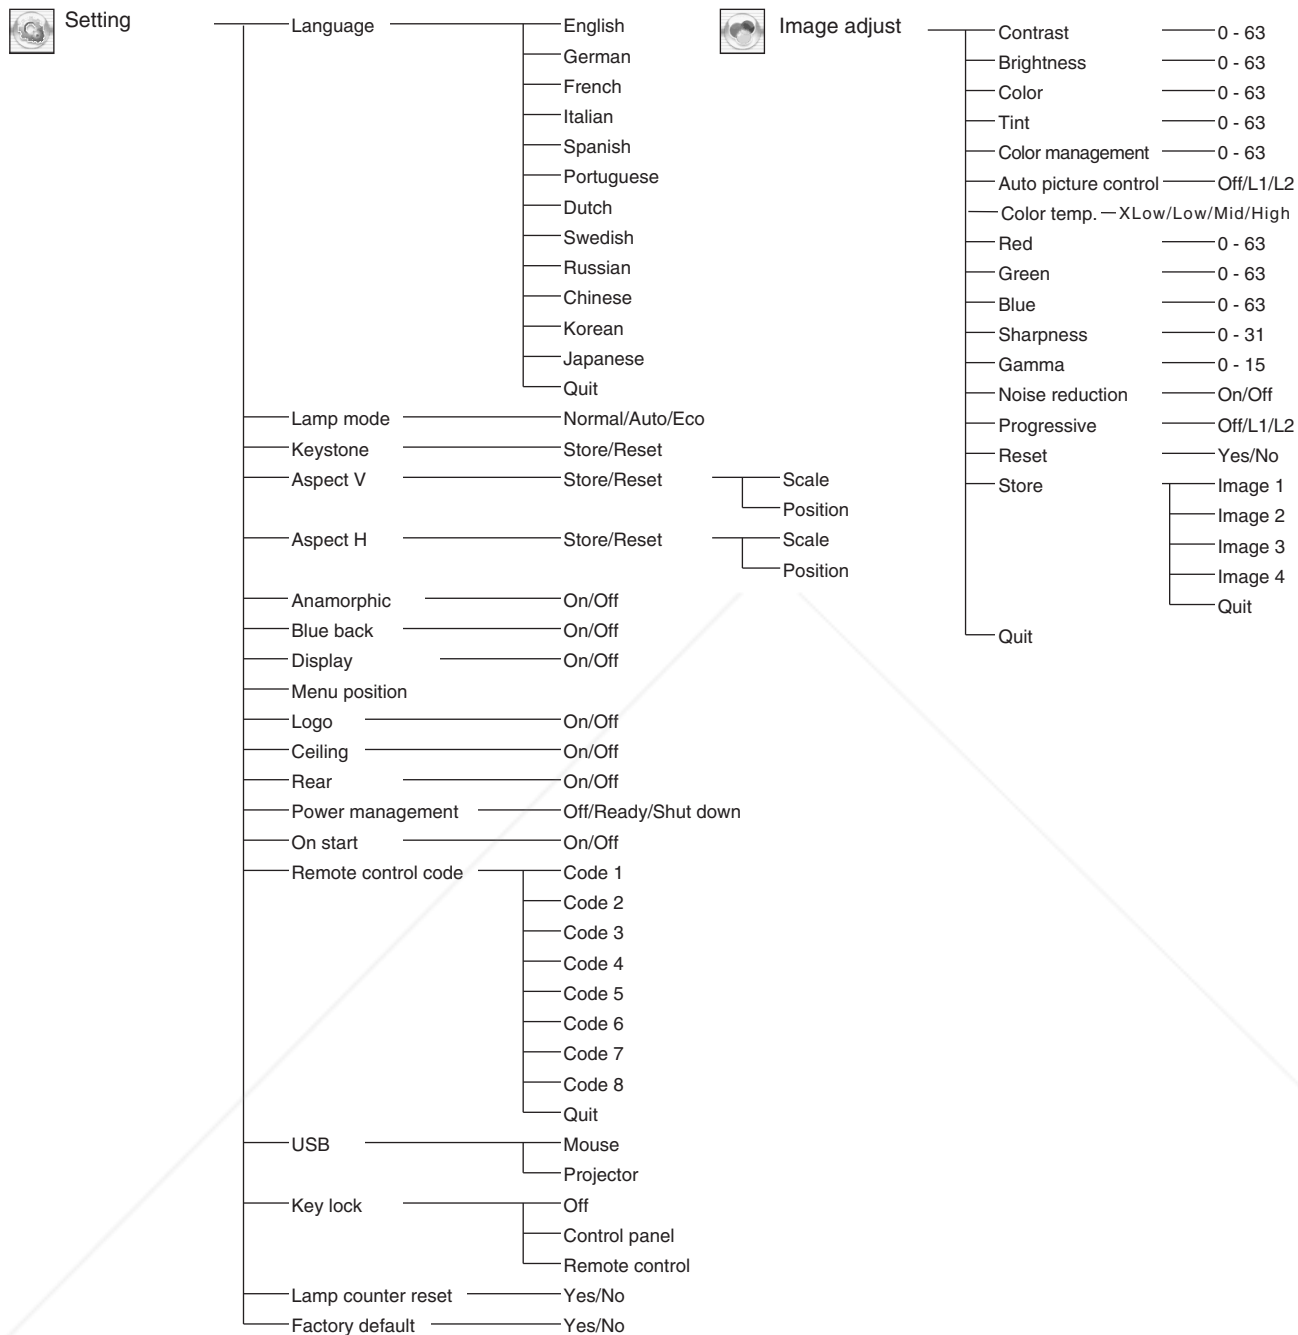 Setting
Language
English
German
French
Italian
Spanish
Portuguese
Dutch
Swedish
Russian
Chinese
Korean
Japanese
Quit
Lamp mode Normal/Auto/Eco
Keystone Store/Reset
Aspect V Store/Reset Scale
Position
Aspect H Store/Reset Scale
Position
Anamorphic On/Off
Blue back On/Off
Display On/Off
Menu position
Logo On/Off
Ceiling On/Off
Rear On/Off
Power management Off/Ready/Shut down
On start On/Off
Remote control code Code 1
Code 2
Code 3
Code 4
Code 5
Code 6
Code 7
Code 8
Quit
USB Mouse
Projector
Key lock Off
Control panel
Remote control
Lamp counter reset Yes/No
Factory default Yes/No
Image adjust
Contrast 0 - 63
Brightness 0 - 63
Color 0 - 63
Tint 0 - 63
Color management 0 - 63
Auto picture control Off/L1/L2
Color temp. XLow/Low/Mid/High
Red 0 - 63
Green 0 - 63
Blue 0 - 63
Sharpness 0 - 31
Gamma 0 - 15
Noise reduction On/Off
Progressive Off/L1/L2
Reset Yes/No
Store Image 1
Image 2
Image 3
Image 4
Quit
Quit